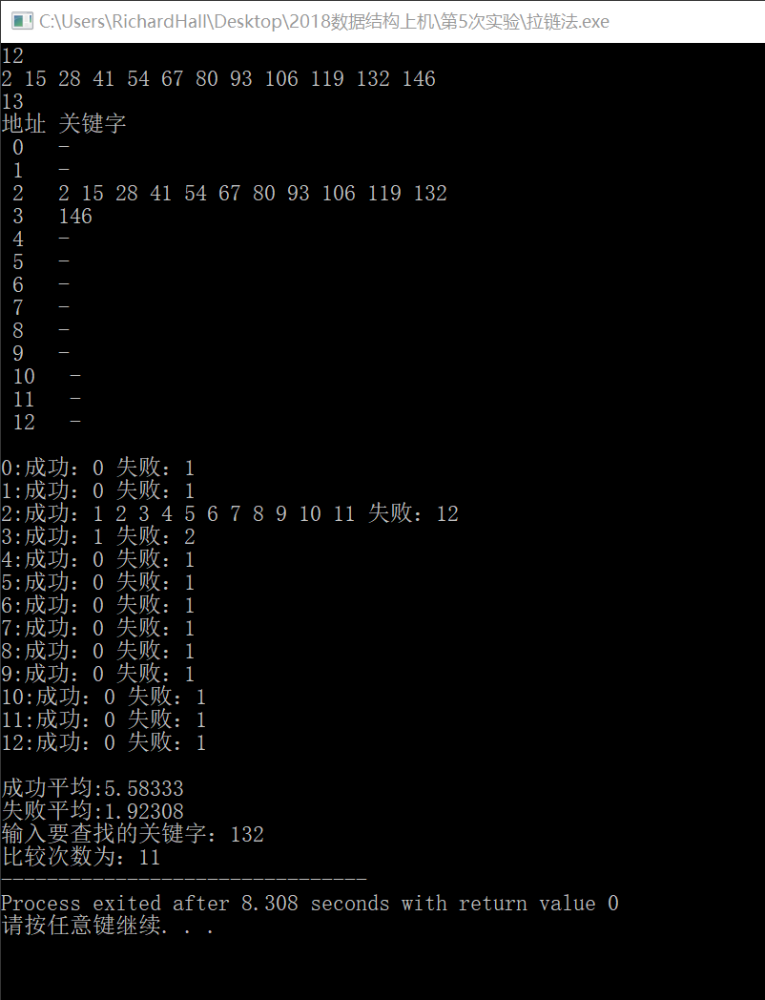 C:\Users\RichardHall\Desktop\2018数据结构上机\第5次实验\拉链法.exe
12
2 15 28 41 54 67 80 93 106 119 132 146
13
地址 关键字
0 -
1 -
2 2 15 28 41 54 67 80 93 106 119 132
3 146
4 -
5 -
6 -
7 -
8 -
9 -
10 -
11 -
12 -
0:成功: 0 失败: 1
1:成功: 0 失败: 1
2:成功: 1 2 3 4 5 6 7 8 9 10 11 失败: 12
3:成功: 1 失败: 2
4:成功: 0 失败: 1
5:成功: 0 失败: 1
6:成功: 0 失败: 1
7:成功: 0 失败: 1
8:成功: 0 失败: 1
9:成功: 0 失败: 1
10:成功: 0 失败: 1
11:成功: 0 失败: 1
12:成功: 0 失败: 1
成功平均:5.58333
失败平均:1.92308
输入要查找的关键字: 132
比较次数为: 11
--------------------------------
Process exited after 8.308 seconds with return value 0
请按任意键继续. . .